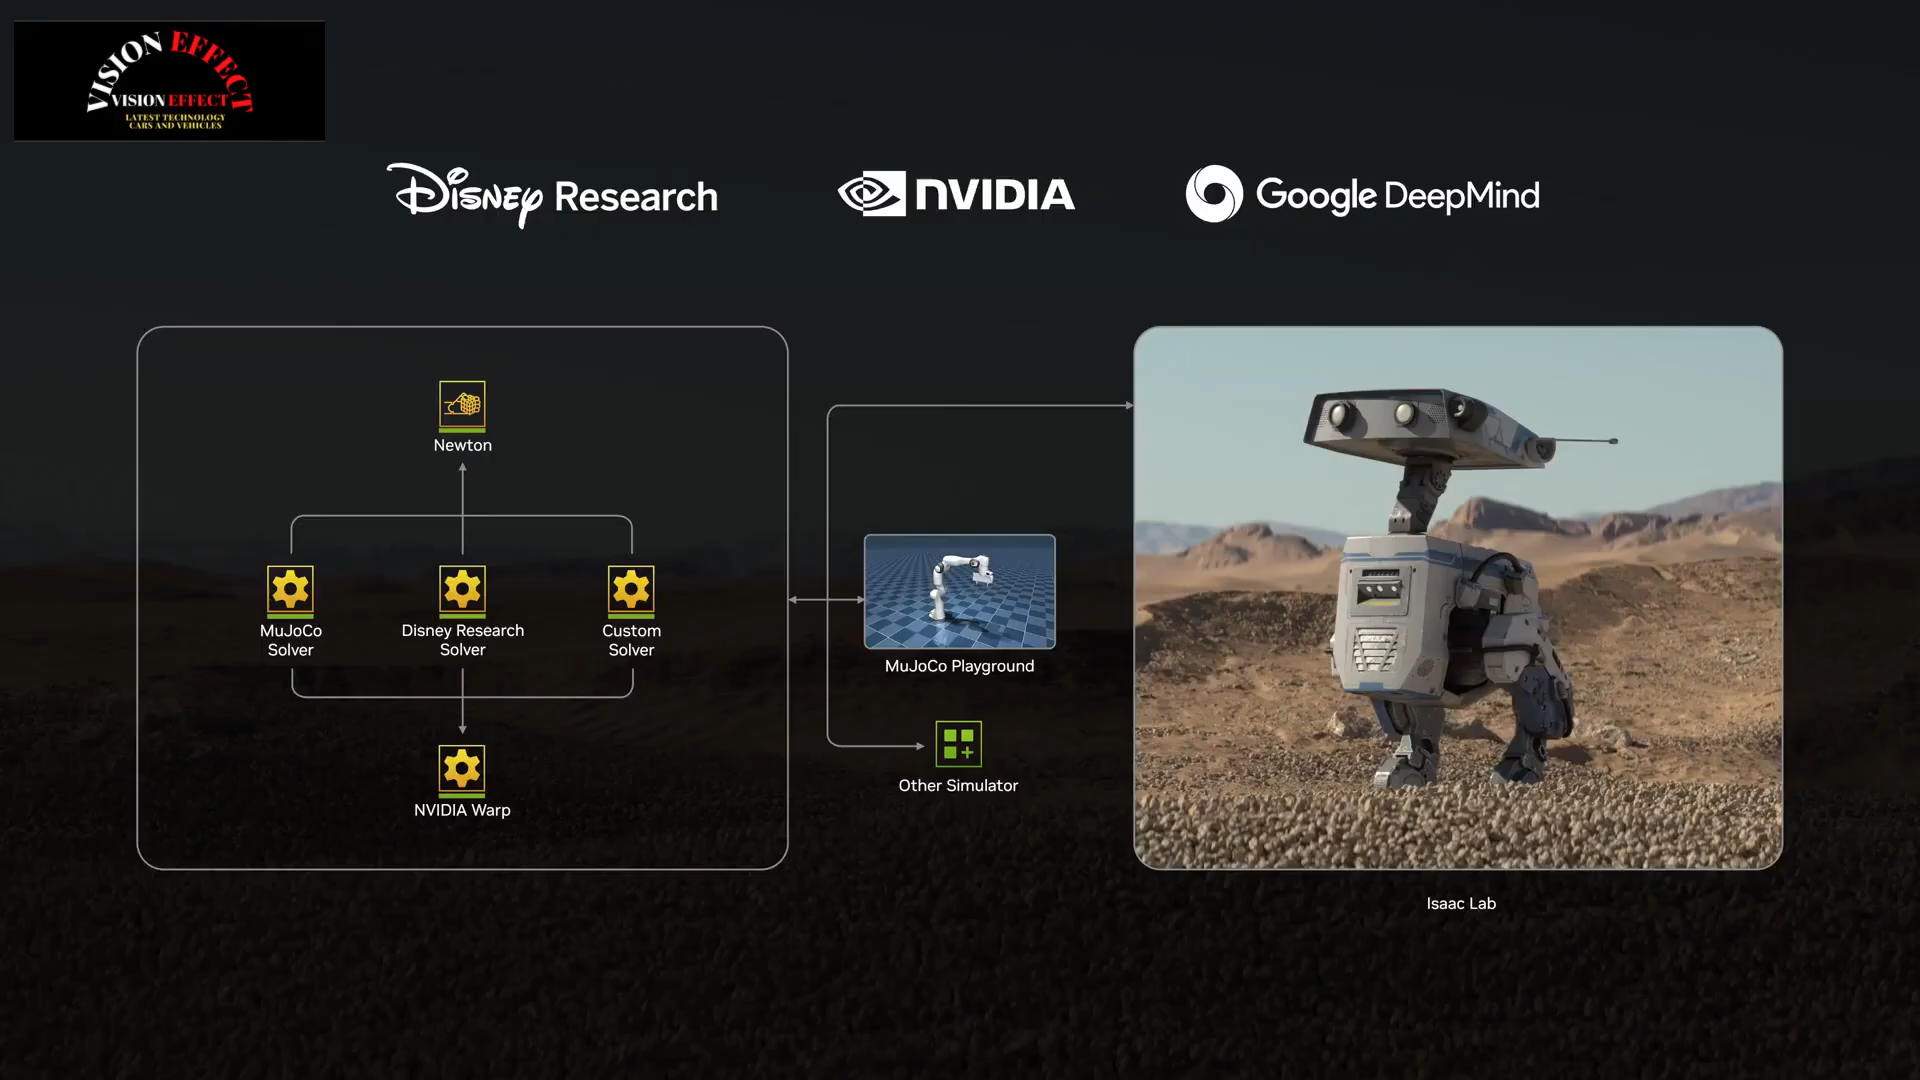 VISION EFFECT
VISION EFFECT
LATEST TECHNOLOGY
CARS AND VEHICLES
Disney Research
NVIDIA
Google DeepMind
Newton
MuJoCo
Solver
Disney Research
Solver
Custom
Solver
NVIDIA Warp
MuJoCo Playground
Other Simulator
Isaac Lab